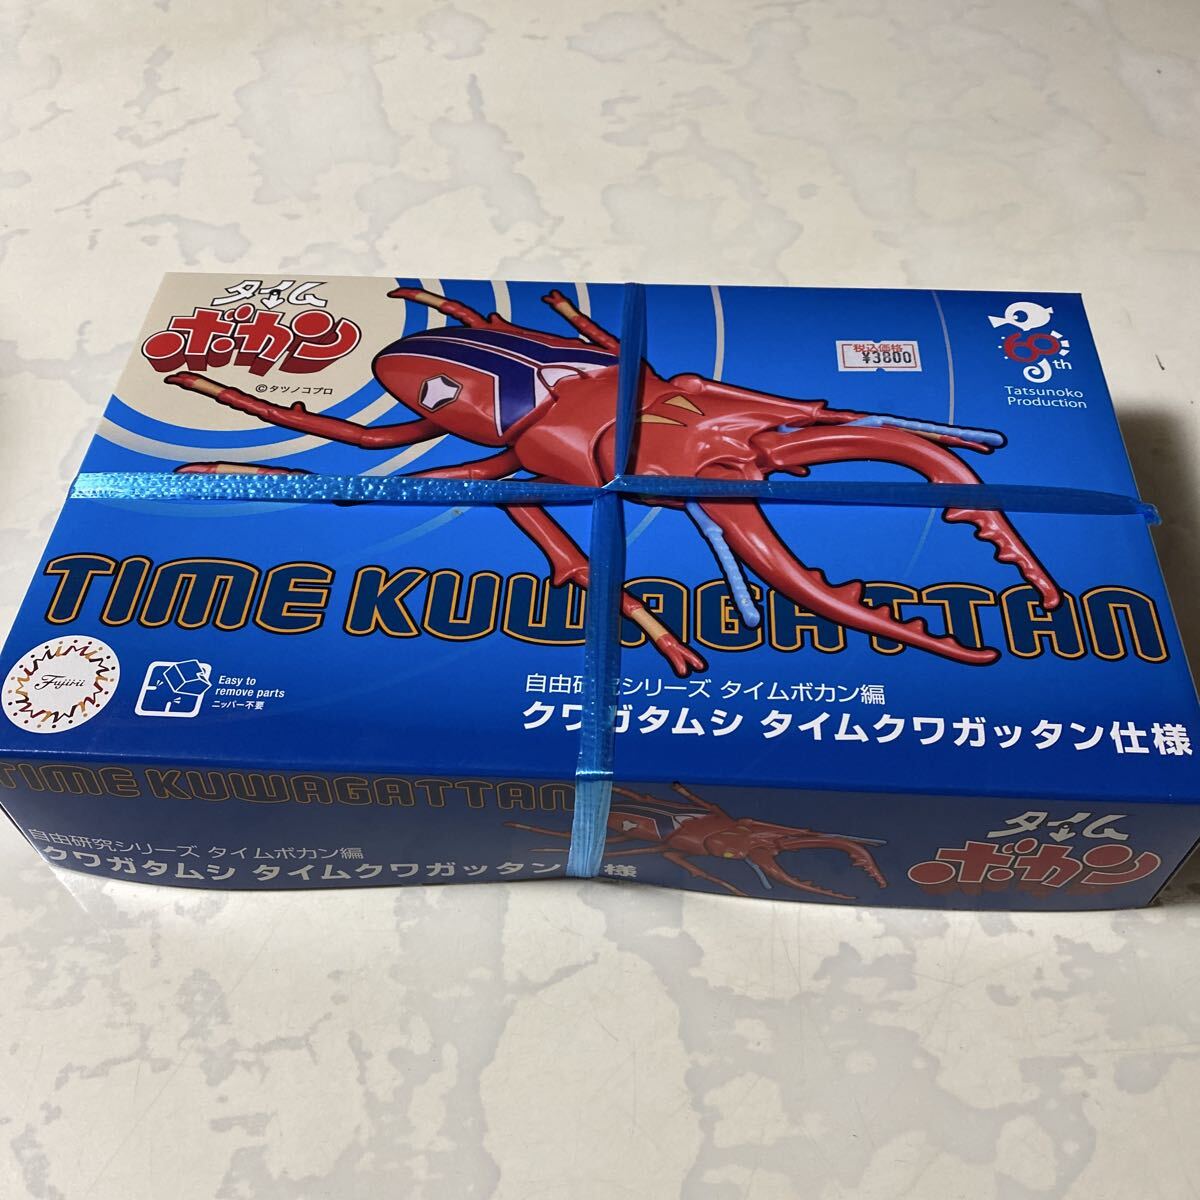 タイム
ボカン
©タツノコプロ
税込価格
¥3800
60th
Tatsunoko
Production
TIME KUWAGATTAN
Fujimi
Easy to
remove parts
ニッパー不要
自由研究シリーズ タイムボカン編
クワガタムシ タイムクワガッタン仕様
TIME KUWAGATTAN
自由研究シリーズ タイムボカン編
クワガタムシ タイムクワガッタン仕様
タイム
ボカン